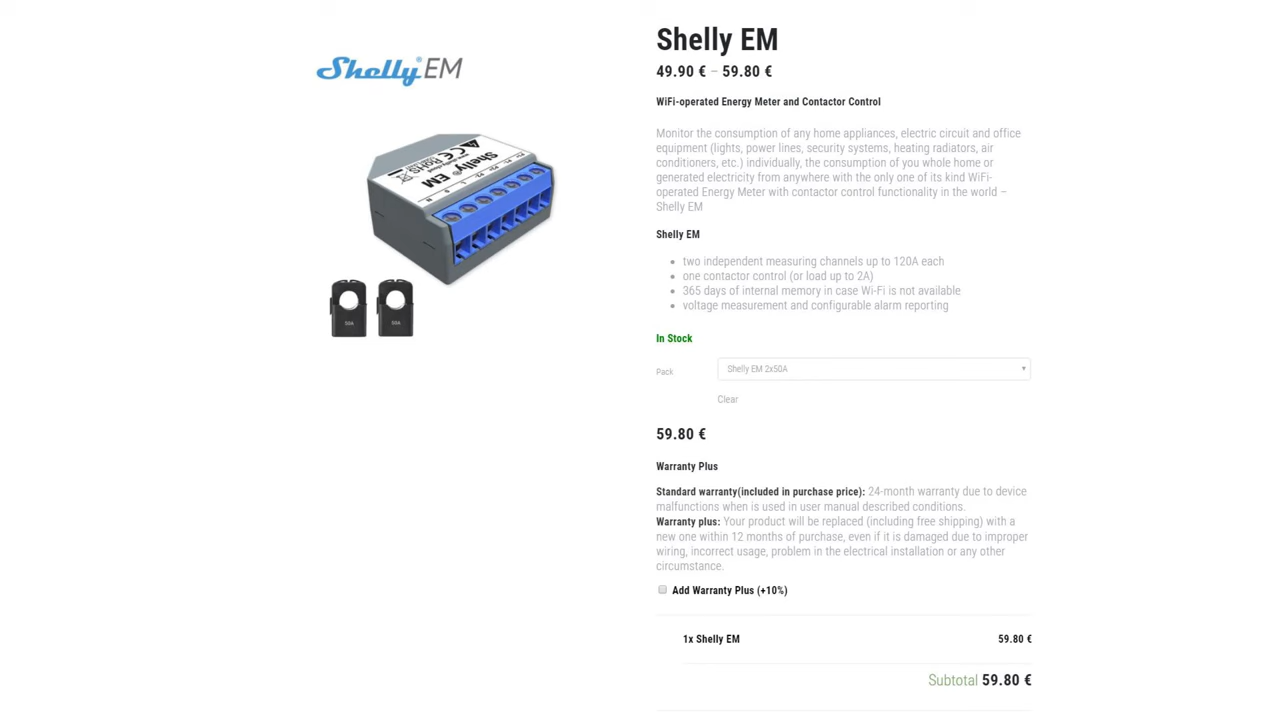 Shelly® EM
Shelly® EM
CE RoHS
50A
50A
Shelly EM
49.90 € – 59.80 €
WiFi-operated Energy Meter and Contactor Control
Monitor the consumption of any home appliances, electric circuit and office
equipment (lights, power lines, security systems, heating radiators, air
conditioners, etc.) individually, the consumption of you whole home or
generated electricity from anywhere with the only one of its kind WiFi-
operated Energy Meter with contactor control functionality in the world –
Shelly EM
Shelly EM
two independent measuring channels up to 120A each
one contactor control (or load up to 2A)
365 days of internal memory in case Wi-Fi is not available
voltage measurement and configurable alarm reporting
In Stock
Pack
Shelly EM 2x50A
Clear
59.80 €
Warranty Plus
Standard warranty(included in purchase price): 24-month warranty due to device
malfunctions when is used in user manual described conditions.
Warranty plus: Your product will be replaced (including free shipping) with a
new one within 12 months of purchase, even if it is damaged due to improper
wiring, incorrect usage, problem in the electrical installation or any other
circumstance.
Add Warranty Plus (+10%)
1x Shelly EM 59.80 €
Subtotal 59.80 €